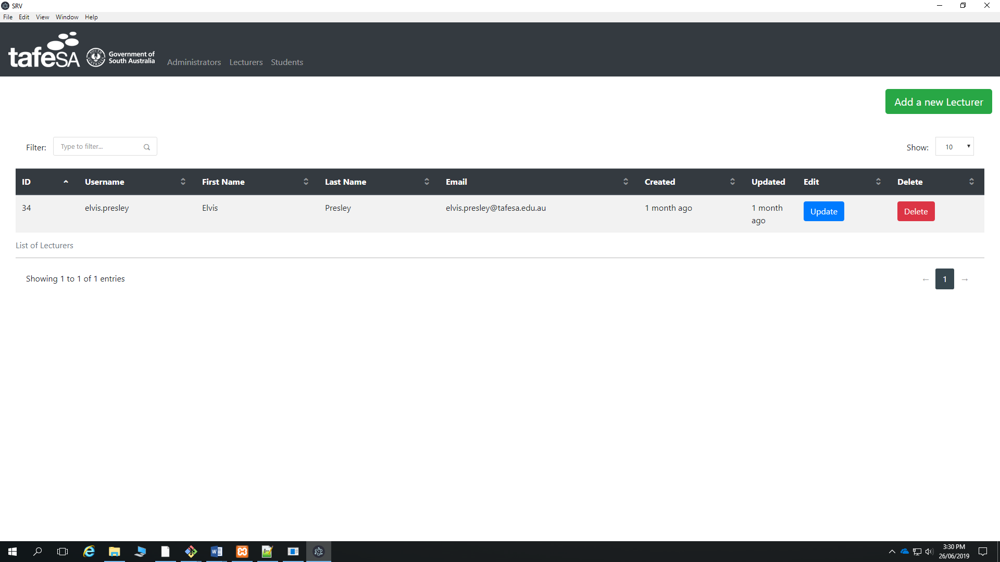 SRV
File Edit View Window Help
tafeSA
Government of
South Australia
Administrators Lecturers Students
Add a new Lecturer
Filter: Type to filter... Show: 10
ID Username First Name Last Name Email Created Updated Edit Delete
34 elvis.presley Elvis Presley elvis.presley@tafesa.edu.au 1 month ago 1 month Update Delete
ago
List of Lecturers
Showing 1 to 1 of 1 entries ← 1 →
3:30 PM
26/06/2019